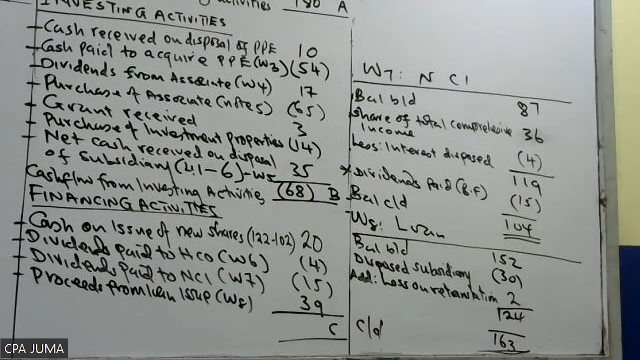 activities 180 A
INVESTING ACTIVITIES
- Cash received on disposal of PPE 10
- Cash paid to acquire PPE (W3) (54)
- Dividends from Associate (W4) 17
- Purchase of Associate (notes) (65)
- Grant received 3
- Purchase of Investment properties (14)
- Net cash received on disposal
of subsidiary (41-6)-W5 35
Cashflow from Investing Activities (68) B
FINANCING ACTIVITIES
- Cash on Issue of new shares (122-102) 20
- Dividends paid to HCO (W6) (4)
- Dividends paid to NCI (W7) (15)
- Proceeds from loan issue (W8) 39
C
W7: NCI
Bal b/d 87
share of total comprehensive
Income 36
Less: Interest disposed (4)
119
* Dividends Paid (B.F) (15)
Bal c/d 104
W8: Loan
Bal b/d 152
Disposed subsidiary (30)
Add: Loss on retranslation 2
124
c/d 163
CPA JUMA